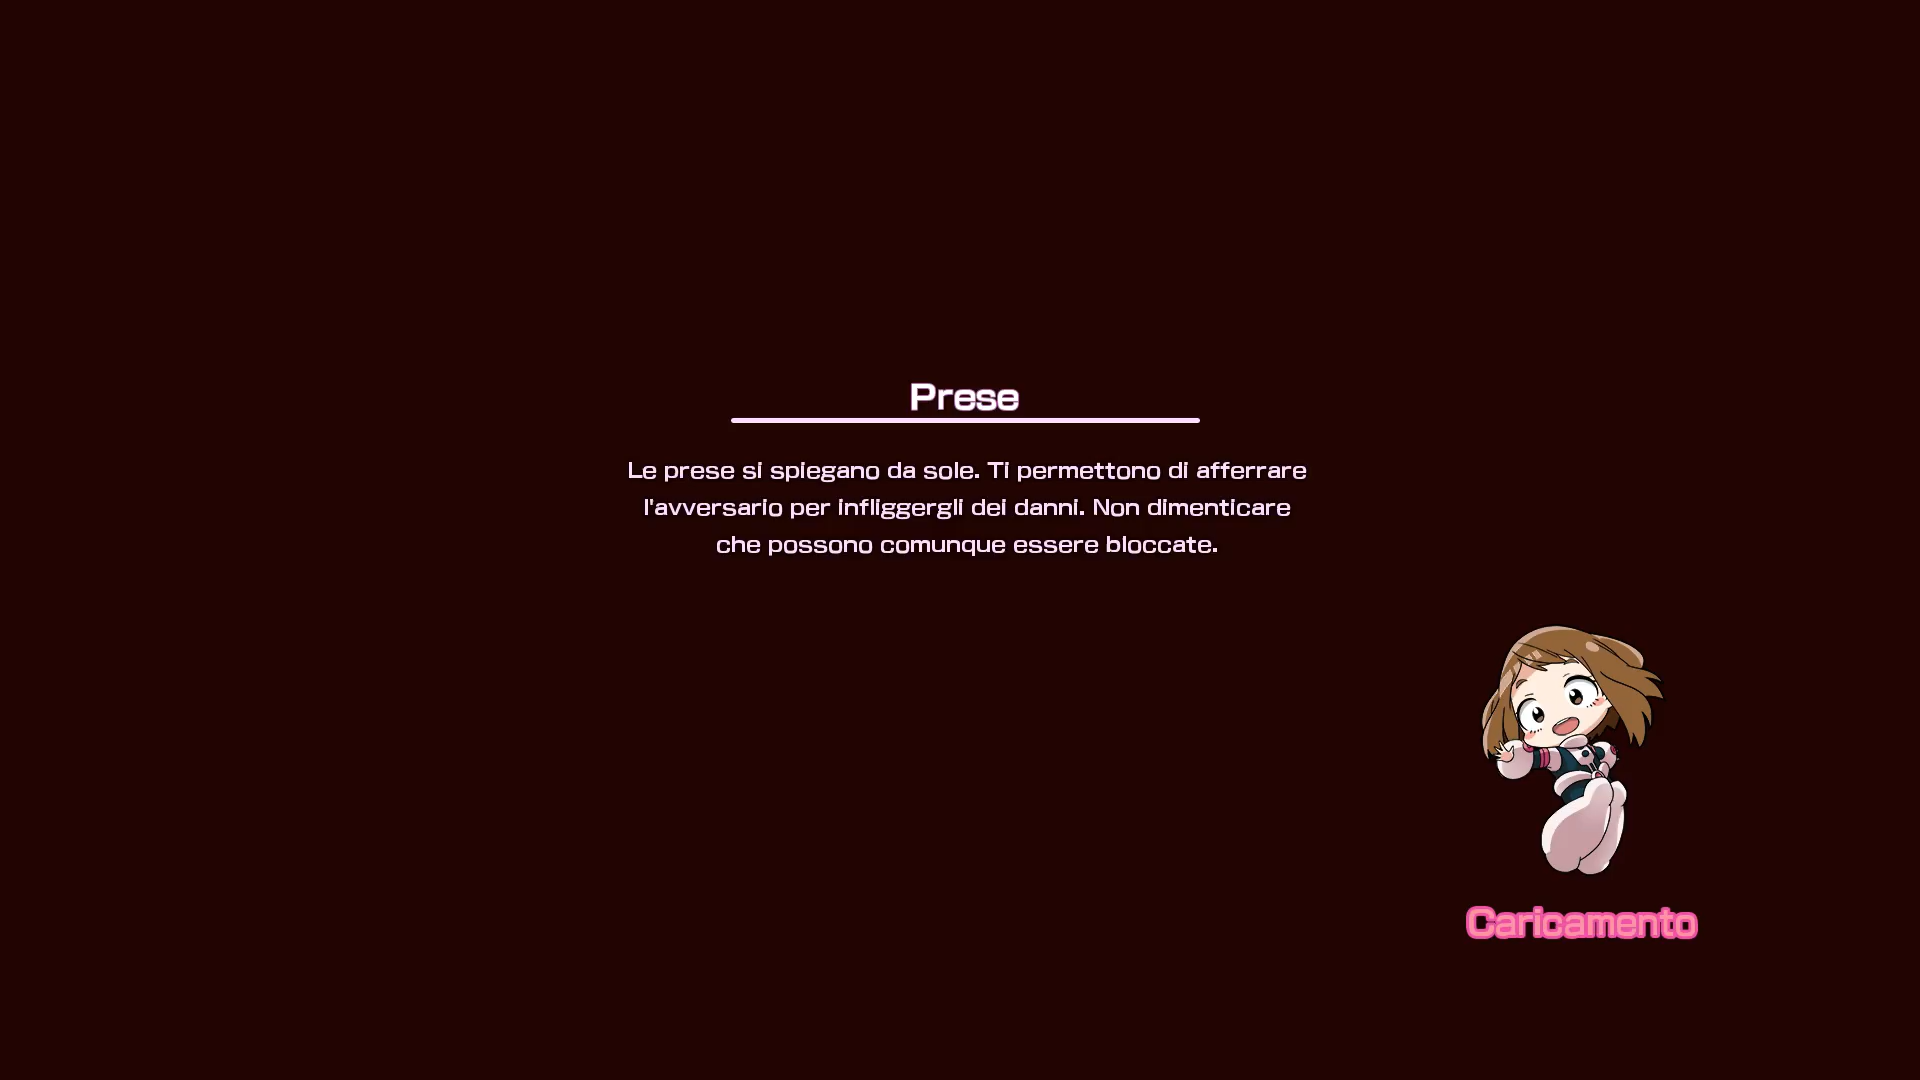 Prese
Le prese si spiegano da sole. Ti permettono di afferrare
l'avversario per infliggergli dei danni. Non dimenticare
che possono comunque essere bloccate.
Caricamento